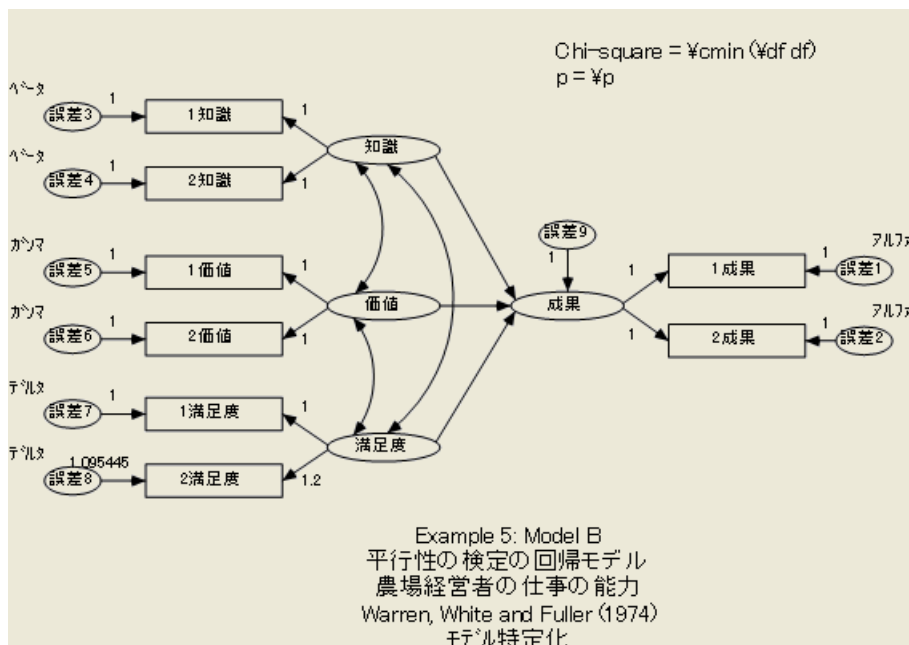 Chi-square = ¥cmin (¥df df)
p = ¥p
ベータ
誤差3
1
1知識
1
知識
ベータ
誤差4
1
2知識
1
ガンマ
誤差5
1
1価値
1
価値
ガンマ
誤差6
1
2価値
1
デルタ
誤差7
1
1満足度
1
満足度
デルタ
誤差8
1.095445
2満足度
1.2
誤差9
1
成果
1
1成果
1
誤差1
アルファ
1
2成果
1
誤差2
アルファ
Example 5: Model B
平行性の検定の回帰モデル
農場経営者の仕事の能力
Warren, White and Fuller (1974)
モデル特定化